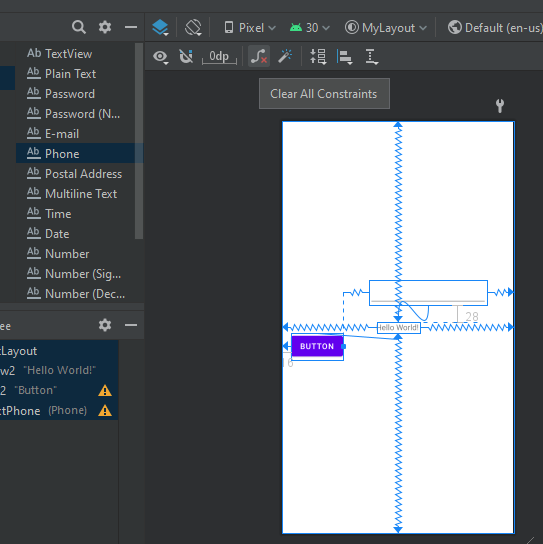 Pixel
30
MyLayout
Default (en-us)
Ab TextView
Ab Plain Text
Ab Password
Ab Password (N...
Ab E-mail
Ab Phone
Ab Postal Address
Ab Multiline Text
Ab Time
Ab Date
Ab Number
Ab Number (Sig...
Ab Number (Dec...
0dp
Clear All Constraints
28
Hello World!
BUTTON
16
ee
tLayout
w2 "Hello World!"
2 "Button"
tPhone (Phone)